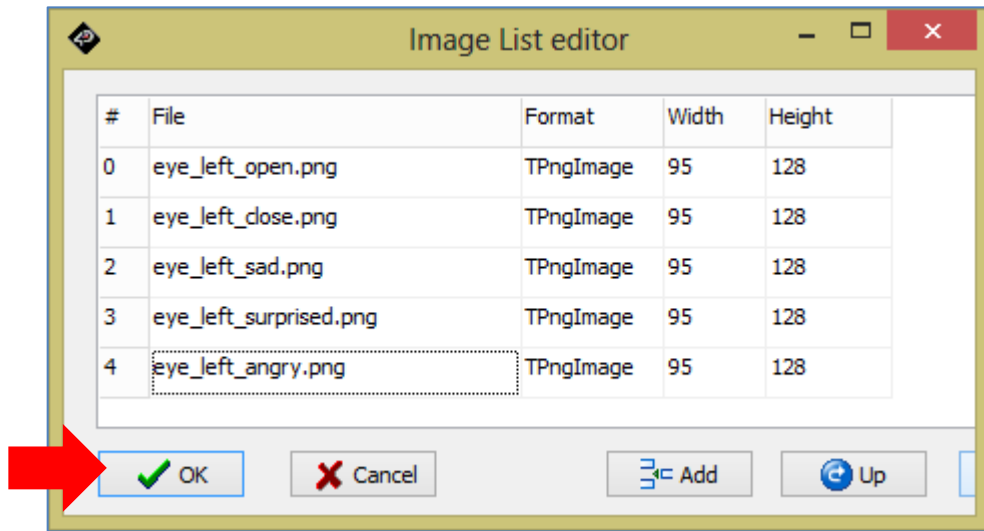 4D
Image List editor
# File Format Width Height
0 eye_left_open.png TPngImage 95 128
1 eye_left_close.png TPngImage 95 128
2 eye_left_sad.png TPngImage 95 128
3 eye_left_surprised.png TPngImage 95 128
4 eye_left_angry.png TPngImage 95 128
OK Cancel Add Up